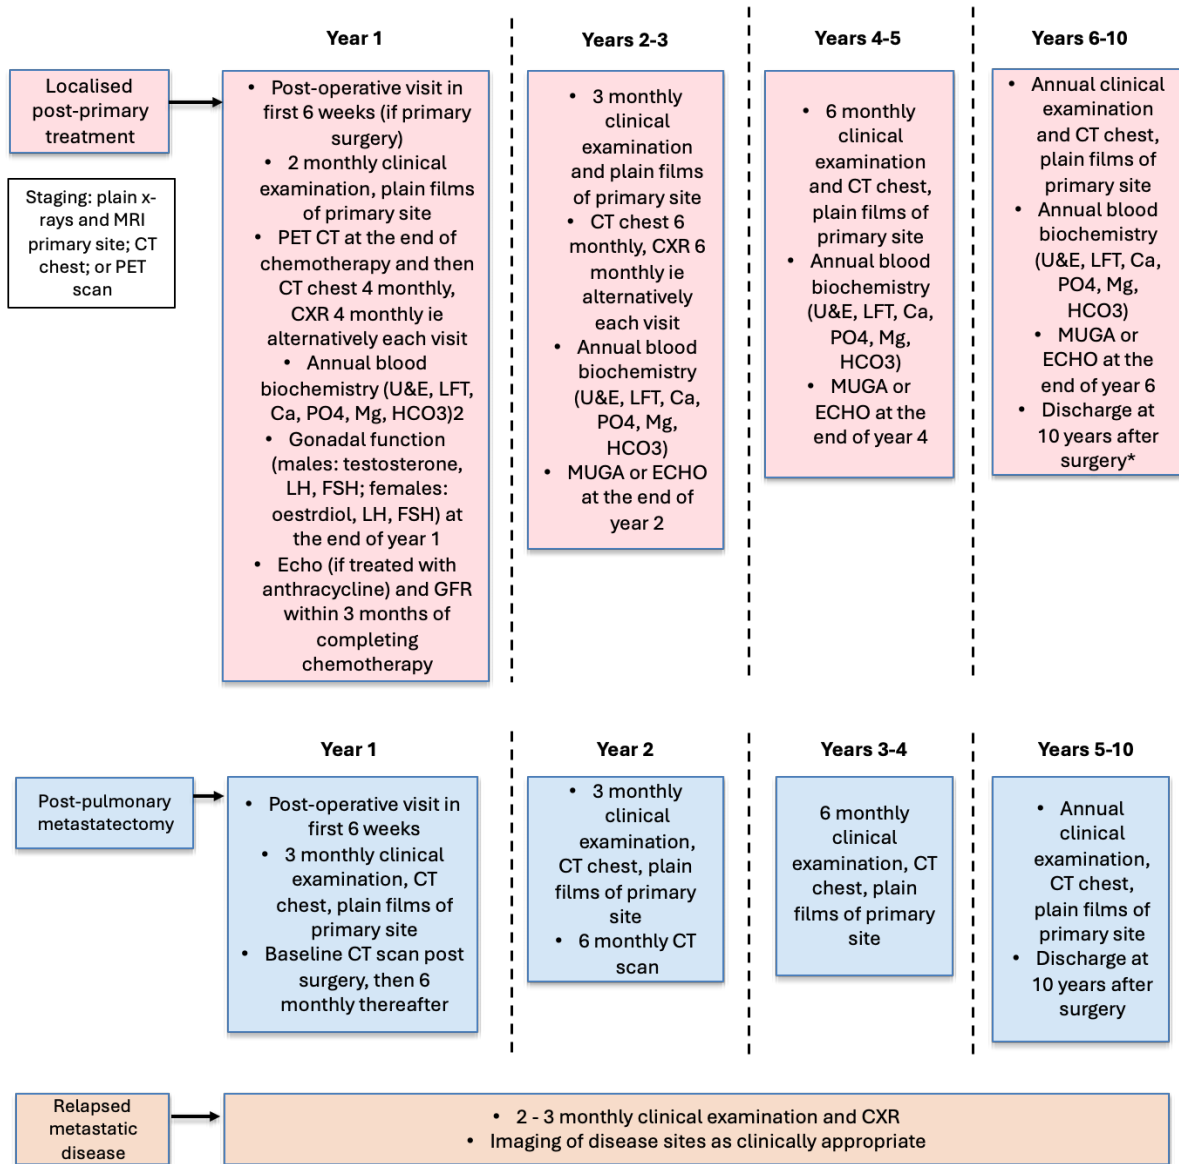 Year 1
Years 2-3
Years 4-5
Years 6-10
Localised
post-primary
treatment
Staging: plain x-
rays and MRI
primary site; CT
chest; or PET
scan
• Post-operative visit in
first 6 weeks (if primary
surgery)
• 2 monthly clinical
examination, plain films
of primary site
• PET CT at the end of
chemotherapy and then
CT chest 4 monthly,
CXR 4 monthly ie
alternatively each visit
• Annual blood
biochemistry (U&E, LFT,
Ca, PO4, Mg, HCO3)2
• Gonadal function
(males: testosterone,
LH, FSH; females:
oestrdiol, LH, FSH) at
the end of year 1
• Echo (if treated with
anthracycline) and GFR
within 3 months of
completing
chemotherapy
• 3 monthly
clinical
examination
and plain films
of primary site
• CT chest 6
monthly, CXR 6
monthly ie
alternatively
each visit
• Annual blood
biochemistry
(U&E, LFT, Ca,
PO4, Mg,
HCO3)
• MUGA or ECHO
at the end of
year 2
• 6 monthly
clinical
examination
and CT chest,
plain films of
primary site
• Annual blood
biochemistry
(U&E, LFT, Ca,
PO4, Mg,
HCO3)
• MUGA or
ECHO at the
end of year 4
• Annual clinical
examination
and CT chest,
plain films of
primary site
• Annual blood
biochemistry
(U&E, LFT, Ca,
PO4, Mg,
HCO3)
• MUGA or
ECHO at the
end of year 6
• Discharge at
10 years after
surgery*
Year 1
Year 2
Years 3-4
Years 5-10
Post-pulmonary
metastatectomy
• Post-operative visit in
first 6 weeks
• 3 monthly clinical
examination, CT
chest, plain films of
primary site
• Baseline CT scan post
surgery, then 6
monthly thereafter
• 3 monthly
clinical
examination,
CT chest, plain
films of primary
site
• 6 monthly CT
scan
6 monthly
clinical
examination, CT
chest, plain
films of primary
site
• Annual
clinical
examination,
CT chest,
plain films of
primary site
• Discharge at
10 years after
surgery
Relapsed
metastatic
disease
• 2 - 3 monthly clinical examination and CXR
• Imaging of disease sites as clinically appropriate